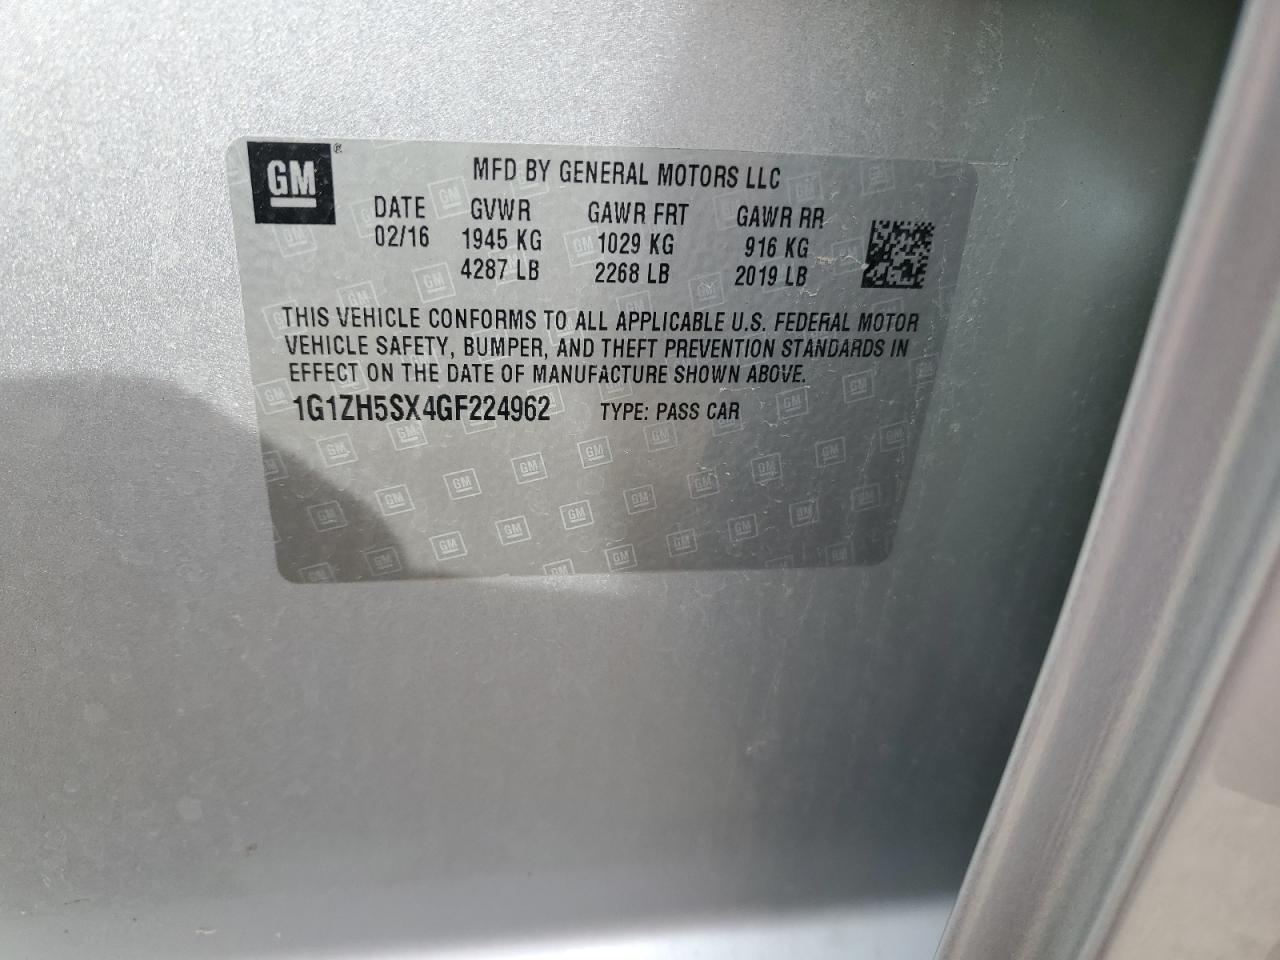 GM®
MFD BY GENERAL MOTORS LLC
DATE GVWR GAWR FRT GAWR RR
02/16 1945 KG 1029 KG 916 KG
4287 LB 2268 LB 2019 LB
THIS VEHICLE CONFORMS TO ALL APPLICABLE U.S. FEDERAL MOTOR
VEHICLE SAFETY, BUMPER, AND THEFT PREVENTION STANDARDS IN
EFFECT ON THE DATE OF MANUFACTURE SHOWN ABOVE.
1G1ZH5SX4GF224962 TYPE: PASS CAR